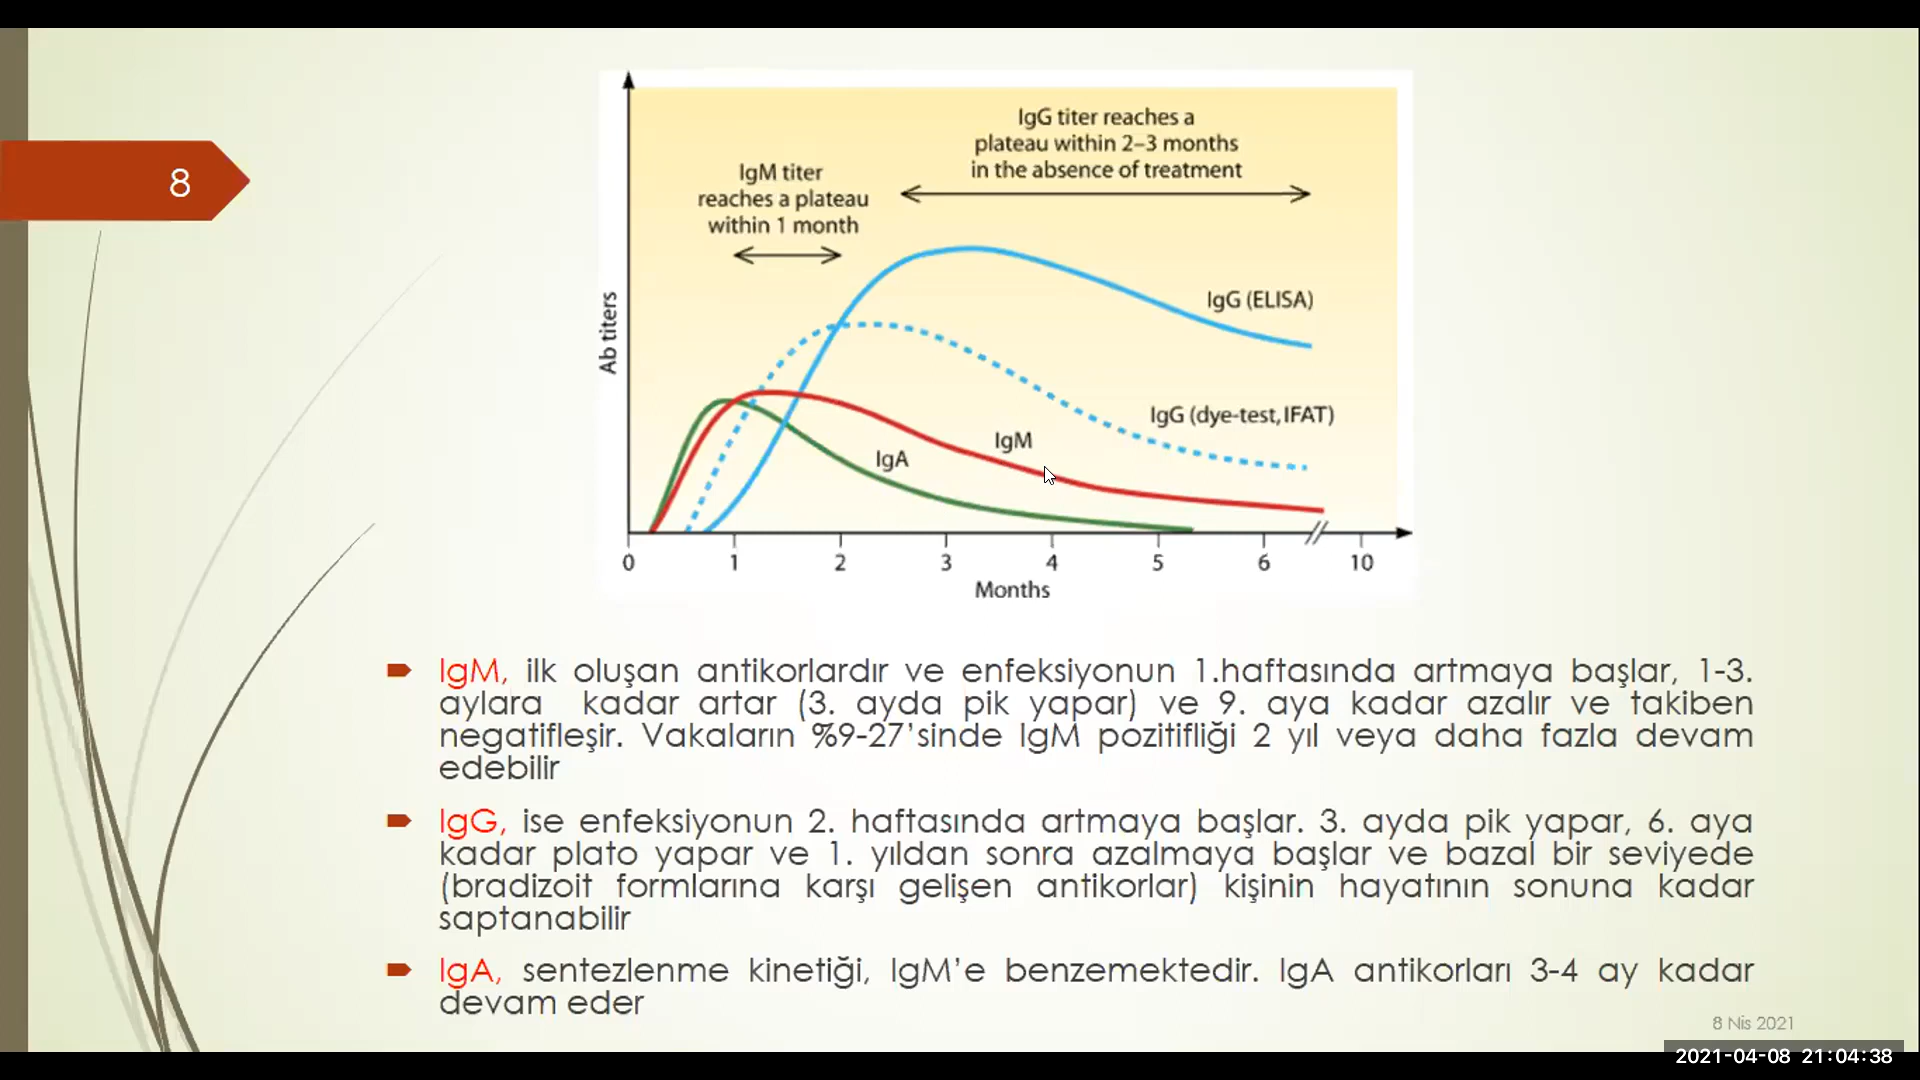 8
IgG titer reaches a
plateau within 2–3 months
in the absence of treatment
IgM titer
reaches a plateau
within 1 month
Ab titers
IgG (ELISA)
IgG (dye-test, IFAT)
IgM
IgA
0 1 2 3 4 5 6 10
Months
IgM, ilk oluşan antikorlardır ve enfeksiyonun 1.haftasında artmaya başlar, 1-3.
aylara kadar artar (3. ayda pik yapar) ve 9. aya kadar azalır ve takiben
negatifleşir. Vakaların %9-27’sinde IgM pozitifliği 2 yıl veya daha fazla devam
edebilir
IgG, ise enfeksiyonun 2. haftasında artmaya başlar. 3. ayda pik yapar, 6. aya
kadar plato yapar ve 1. yıldan sonra azalmaya başlar ve bazal bir seviyede
(bradizoit formlarına karşı gelişen antikorlar) kişinin hayatının sonuna kadar
saptanabilir
IgA, sentezlenme kinetiği, IgM’e benzemektedir. IgA antikorları 3-4 ay kadar
devam eder
8 Nis 2021
2021-04-08 21:04:38